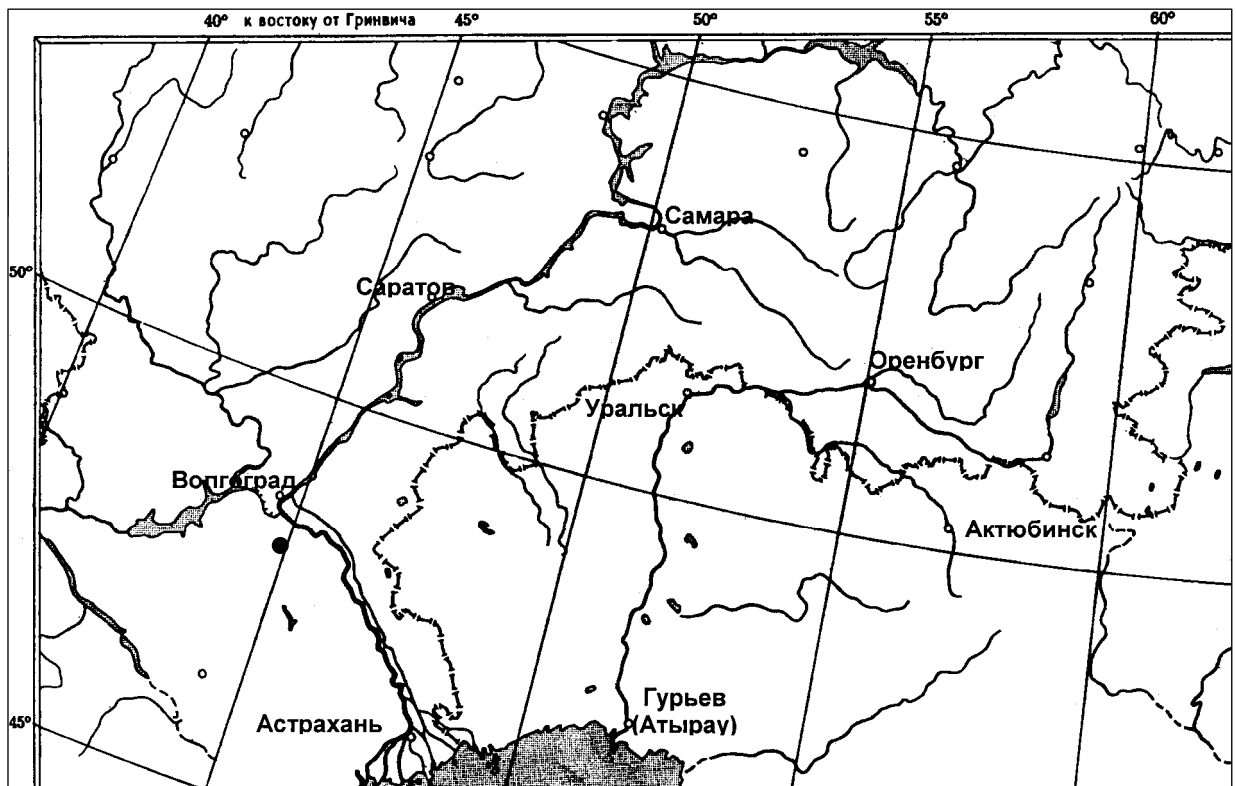 40° к востоку от Гринвича 45° 50° 55° 60°
Самара
50°
Саратов
Оренбург
Уральск
Волгоград
Актюбинск
Гурьев
(Атырау)
Астрахань
45°